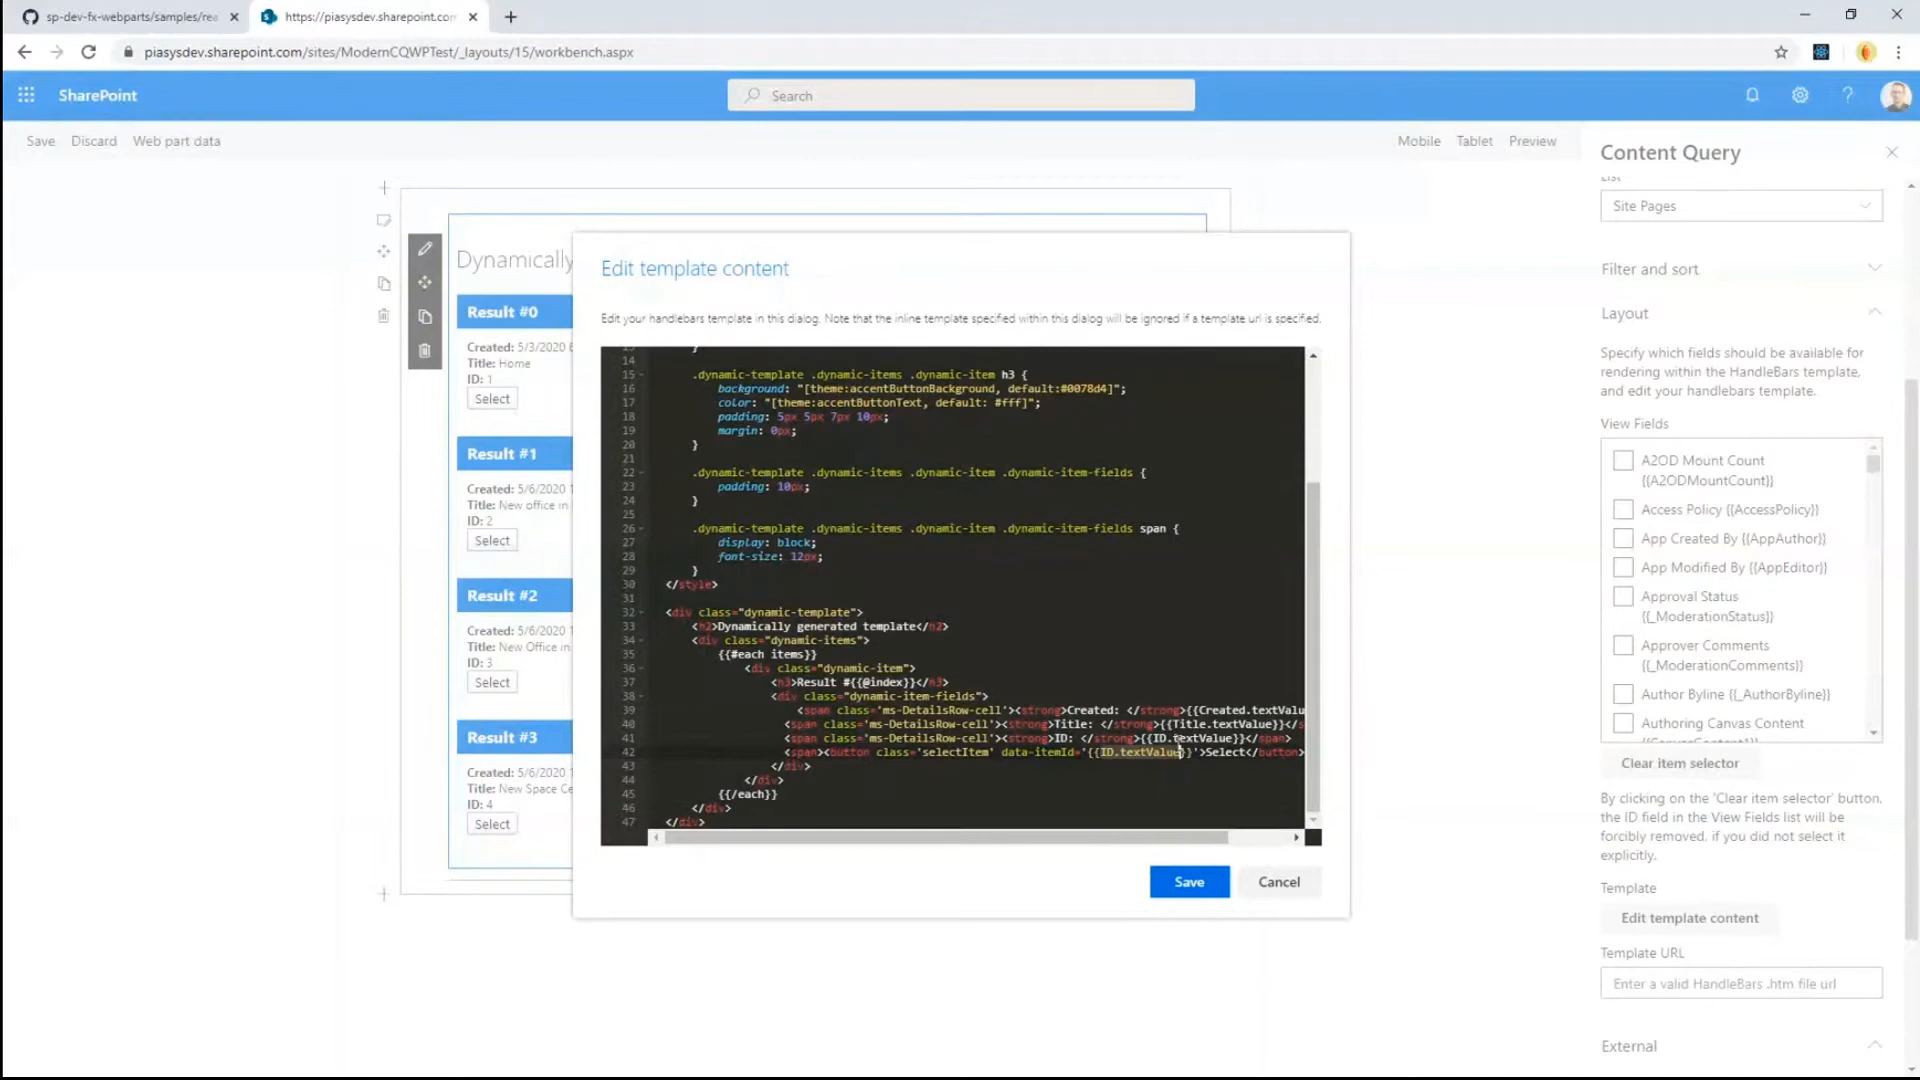 sp-dev-fx-webparts/samples/rea
https://piasysdev.sharepoint.com
piasysdev.sharepoint.com/sites/ModernCQWPTest/_layouts/15/workbench.aspx
SharePoint
Search
Save Discard Web part data
Mobile Tablet Preview
Content Query
Site Pages
Filter and sort
Layout
Specify which fields should be available for
rendering within the HandleBars template,
and edit your handlebars template.
View Fields
A2OD Mount Count
{{A2ODMountCount}}
Access Policy {{AccessPolicy}}
App Created By {{AppAuthor}}
App Modified By {{AppEditor}}
Approval Status
{{_ModerationStatus}}
Approver Comments
{{_ModerationComments}}
Author Byline {{_AuthorByline}}
Authoring Canvas Content
Clear item selector
By clicking on the 'Clear item selector' button,
the ID field in the View Fields list will be
forcibly removed, if you did not select it
explicitly.
Template
Edit template content
Template URL
Enter a valid HandleBars .htm file url
External
Dynamically
Result #0
Created: 5/3/2020 6
Title: Home
ID: 1
Select
Result #1
Created: 5/6/2020 1
Title: New office in
ID: 2
Select
Result #2
Created: 5/6/2020 1
Title: New Office in
ID: 3
Select
Result #3
Created: 5/6/2020 1
Title: New Space Ce
ID: 4
Select
Edit template content
Edit your handlebars template in this dialog. Note that the inline template specified within this dialog will be ignored if a template url is specified.
14
15 .dynamic-template .dynamic-items .dynamic-item h3 {
16 background: "[theme:accentButtonBackground, default:#0078d4]";
17 color: "[theme:accentButtonText, default: #fff]";
18 padding: 5px 5px 7px 10px;
19 margin: 0px;
20 }
21
22 .dynamic-template .dynamic-items .dynamic-item .dynamic-item-fields {
23 padding: 10px;
24 }
25
26 .dynamic-template .dynamic-items .dynamic-item .dynamic-item-fields span {
27 display: block;
28 font-size: 12px;
29 }
30 </style>
31
32 <div class="dynamic-template">
33 <h2>Dynamically generated template</h2>
34 <div class="dynamic-items">
35 {{#each items}}
36 <div class="dynamic-item">
37 <h3>Result #{{@index}}</h3>
38 <div class="dynamic-item-fields">
39 <span class='ms-DetailsRow-cell'><strong>Created: </strong>{{Created.textValu
40 <span class='ms-DetailsRow-cell'><strong>Title: </strong>{{Title.textValue}}</s
41 <span class='ms-DetailsRow-cell'><strong>ID: </strong>{{ID.textValue}}</span>
42 <span><button class='selectItem' data-itemId='{{ID.textValue}}'>Select</button>
43 </div>
44 </div>
45 {{/each}}
46 </div>
47 </div>
Save Cancel